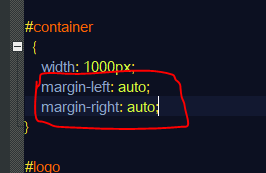 #container
{
width: 1000px;
margin-left: auto;
margin-right: auto;
}
#logo